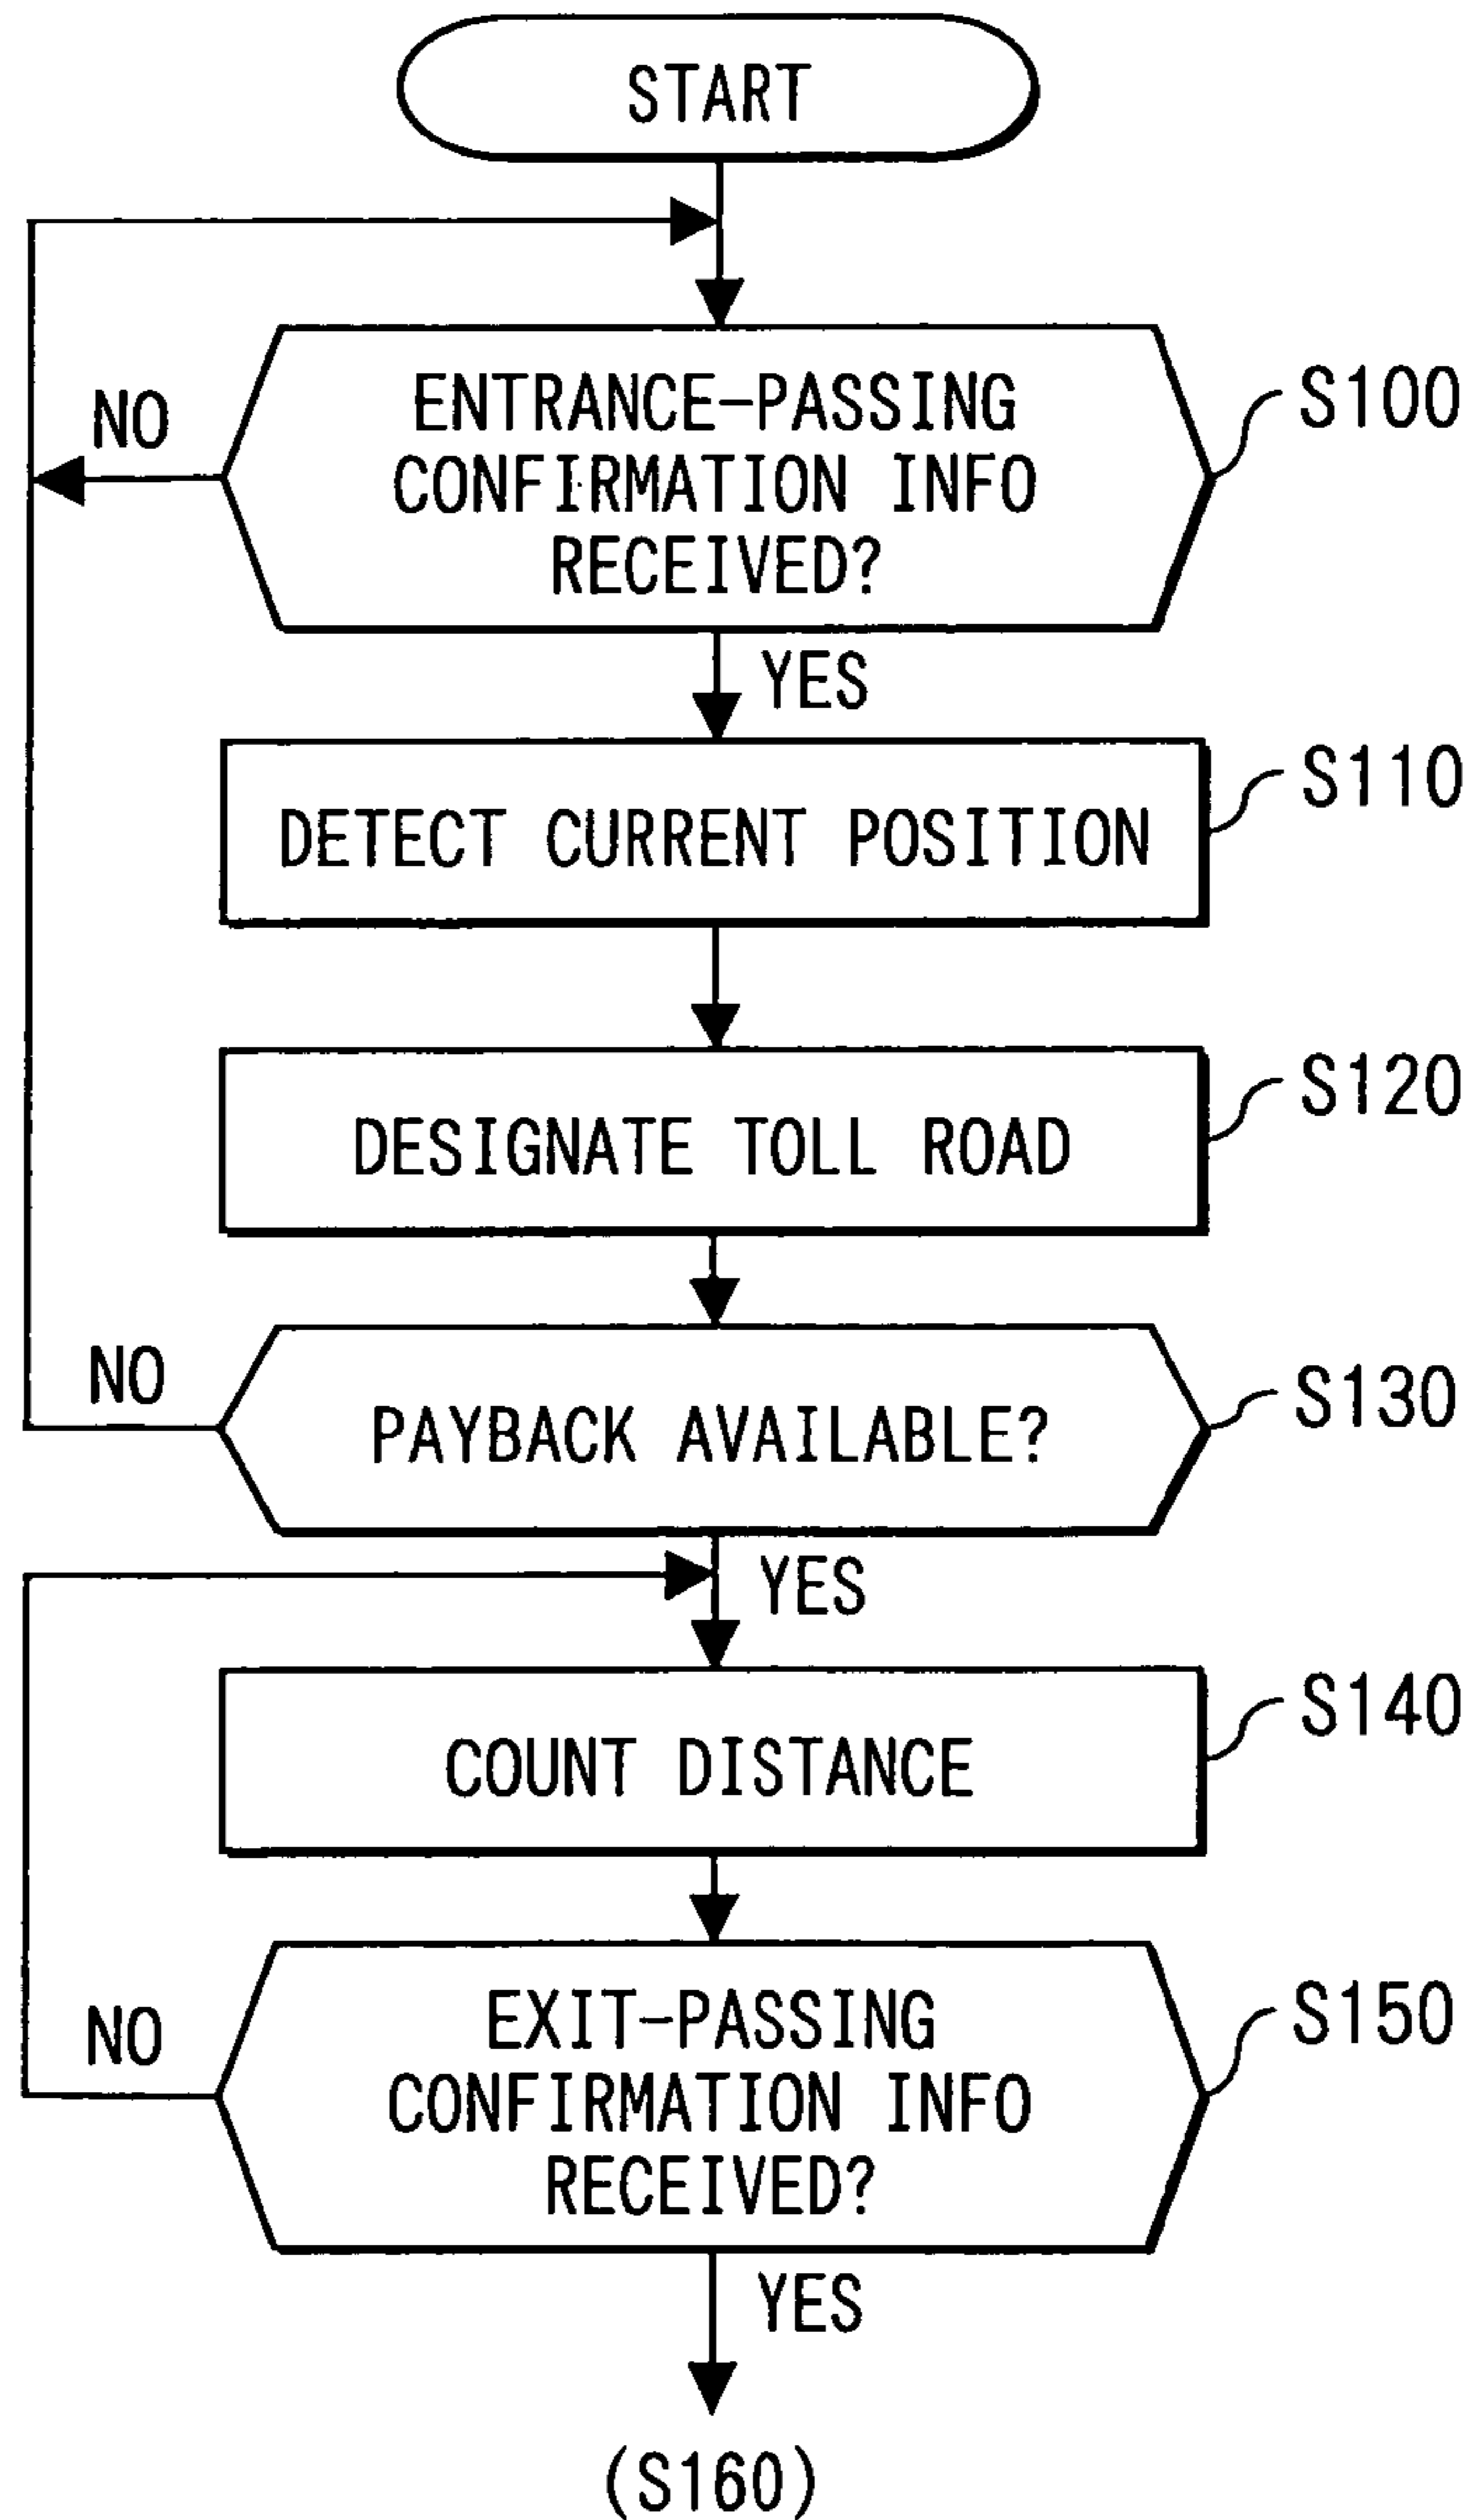 START
NO
ENTRANCE-PASSING
CONFIRMATION INFO
RECEIVED?
S100
YES
DETECT CURRENT POSITION
S110
DESIGNATE TOLL ROAD
S120
NO
PAYBACK AVAILABLE?
S130
YES
COUNT DISTANCE
S140
NO
EXIT-PASSING
CONFIRMATION INFO
RECEIVED?
S150
YES
(S160)